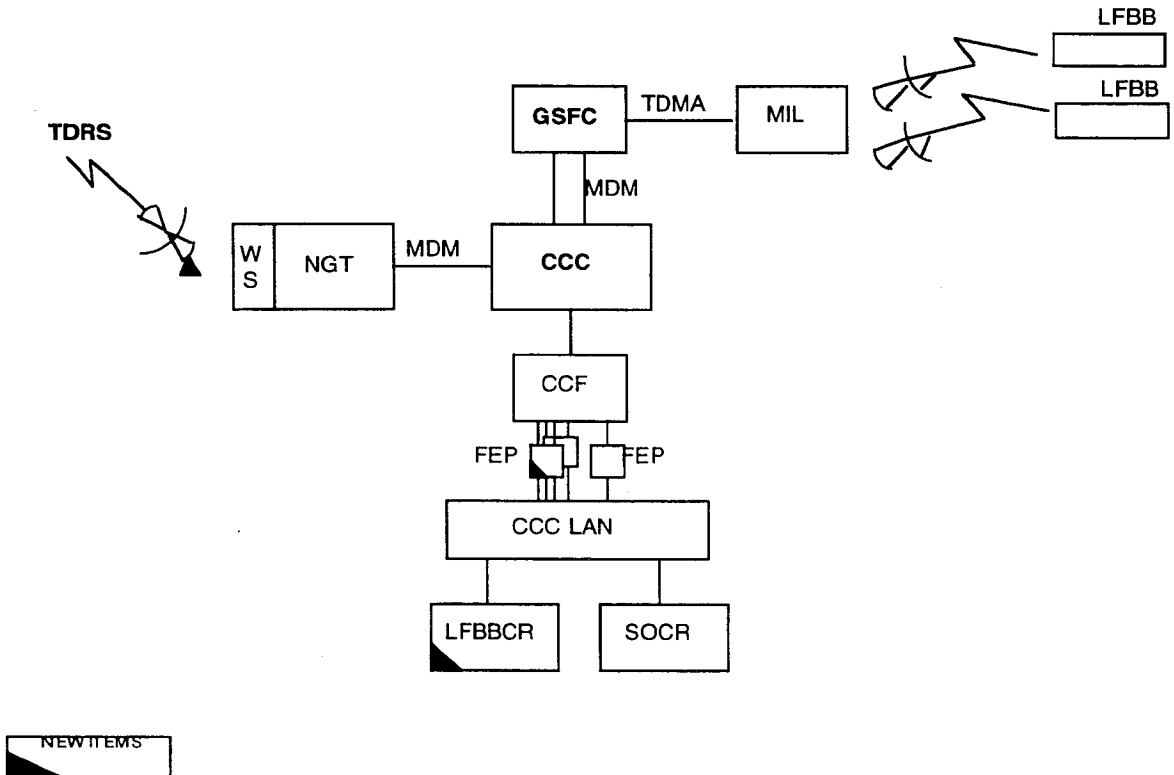 LFBB
LFBB
GSFC
TDMA
MIL
TDRS
MDM
WS
NGT
MDM
CCC
CCF
FEP
FEP
CCC LAN
LFBBCR
SOCR
NEW ITEMS